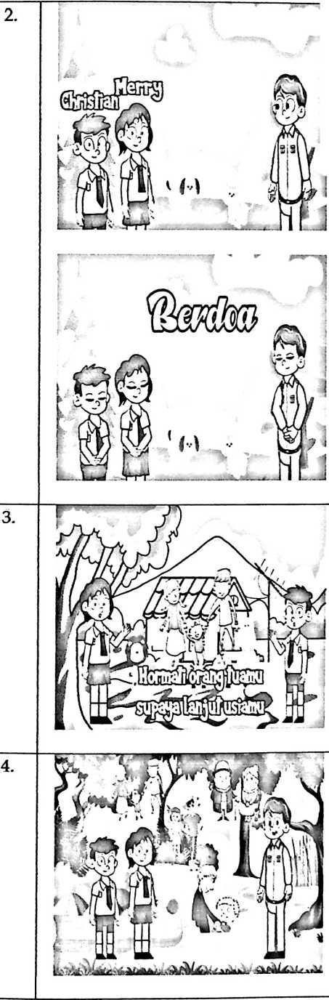 2.
Christian Merry
Berdoa
3.
Hormati orang tuamu
supaya lanjut usiamu
4.